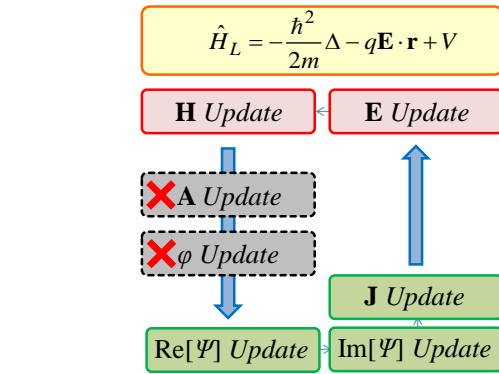 Ĥ_L = −ħ²/2m Δ − q𝐄·𝐫 + V
𝐇 Update
𝐄 Update
𝐀 Update
φ Update
𝐉 Update
Re[Ψ] Update
Im[Ψ] Update